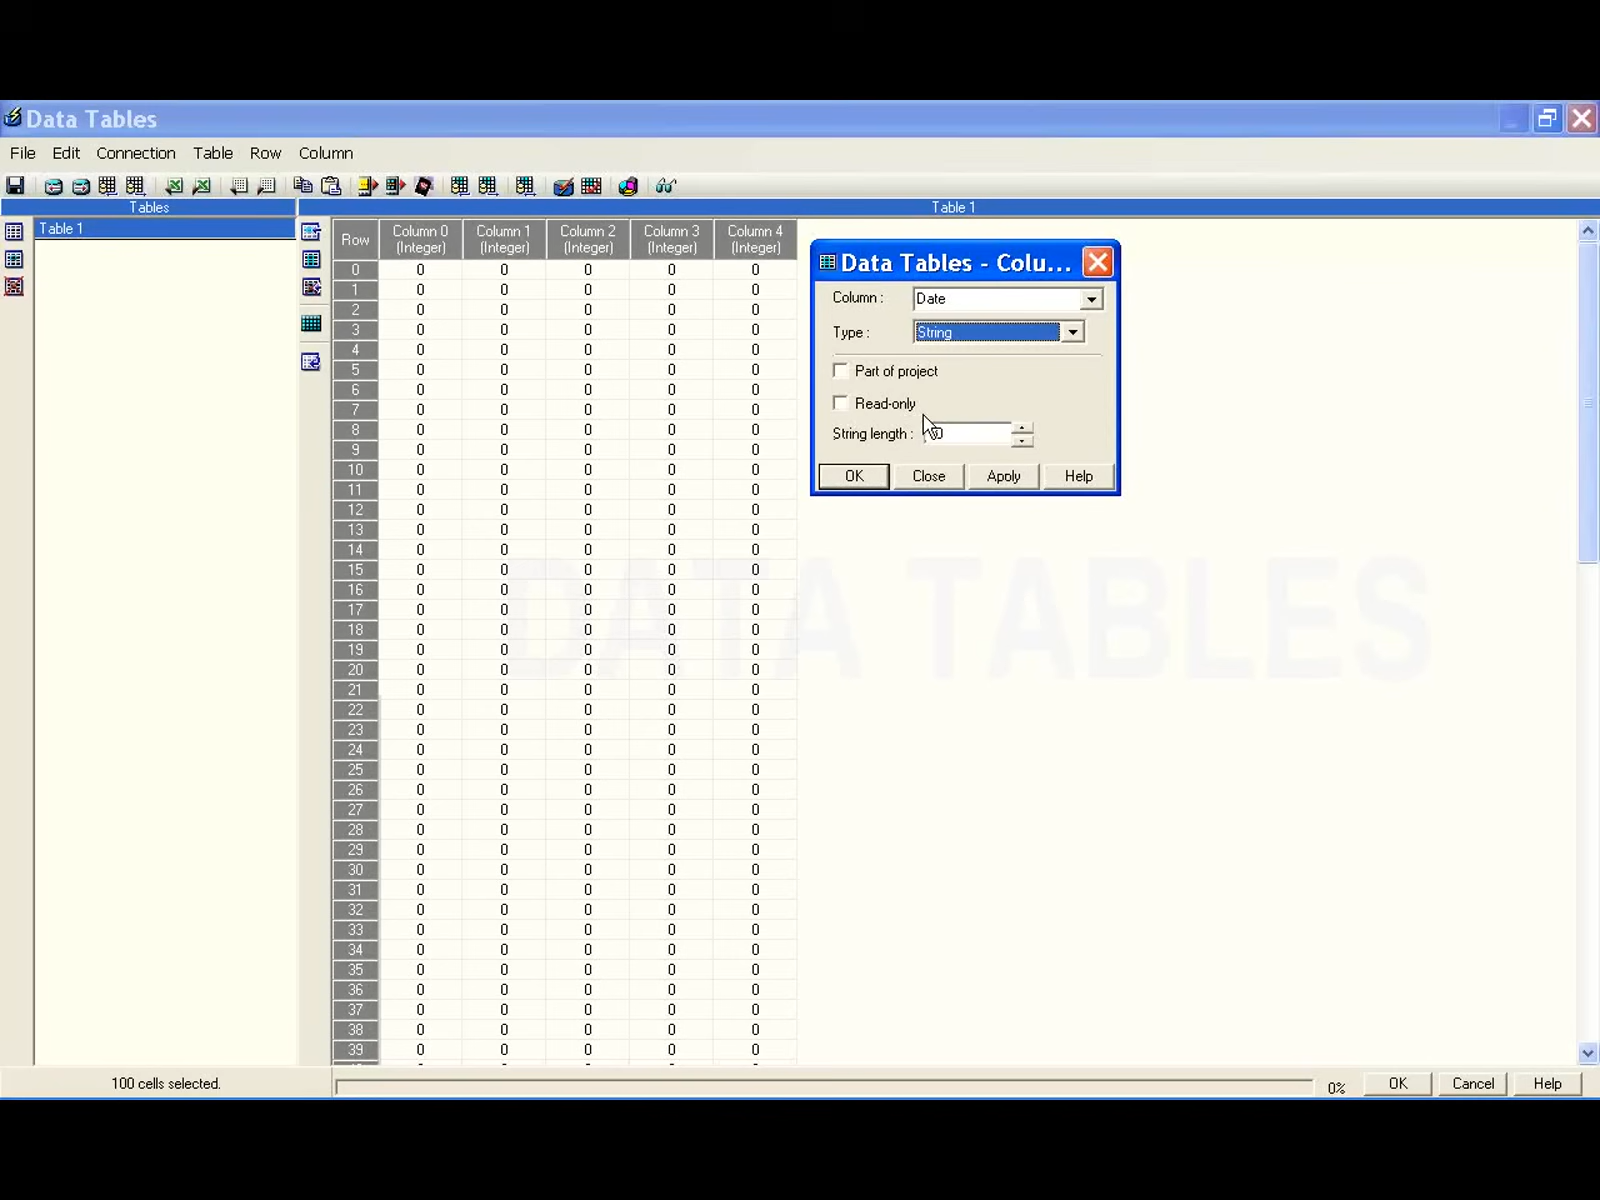 Data Tables
File Edit Connection Table Row Column
Tables
Table 1
Table 1
Row Column 0 (Integer) Column 1 (Integer) Column 2 (Integer) Column 3 (Integer) Column 4 (Integer)
0 0 0 0 0 0
1 0 0 0 0 0
2 0 0 0 0 0
3 0 0 0 0 0
4 0 0 0 0 0
5 0 0 0 0 0
6 0 0 0 0 0
7 0 0 0 0 0
8 0 0 0 0 0
9 0 0 0 0 0
10 0 0 0 0 0
11 0 0 0 0 0
12 0 0 0 0 0
13 0 0 0 0 0
14 0 0 0 0 0
15 0 0 0 0 0
16 0 0 0 0 0
17 0 0 0 0 0
18 0 0 0 0 0
19 0 0 0 0 0
20 0 0 0 0 0
21 0 0 0 0 0
22 0 0 0 0 0
23 0 0 0 0 0
24 0 0 0 0 0
25 0 0 0 0 0
26 0 0 0 0 0
27 0 0 0 0 0
28 0 0 0 0 0
29 0 0 0 0 0
30 0 0 0 0 0
31 0 0 0 0 0
32 0 0 0 0 0
33 0 0 0 0 0
34 0 0 0 0 0
35 0 0 0 0 0
36 0 0 0 0 0
37 0 0 0 0 0
38 0 0 0 0 0
39 0 0 0 0 0
Data Tables - Colu...
Column : Date
Type : String
Part of project
Read-only
String length :
OK Close Apply Help
DATA TABLES
100 cells selected. 0% OK Cancel Help